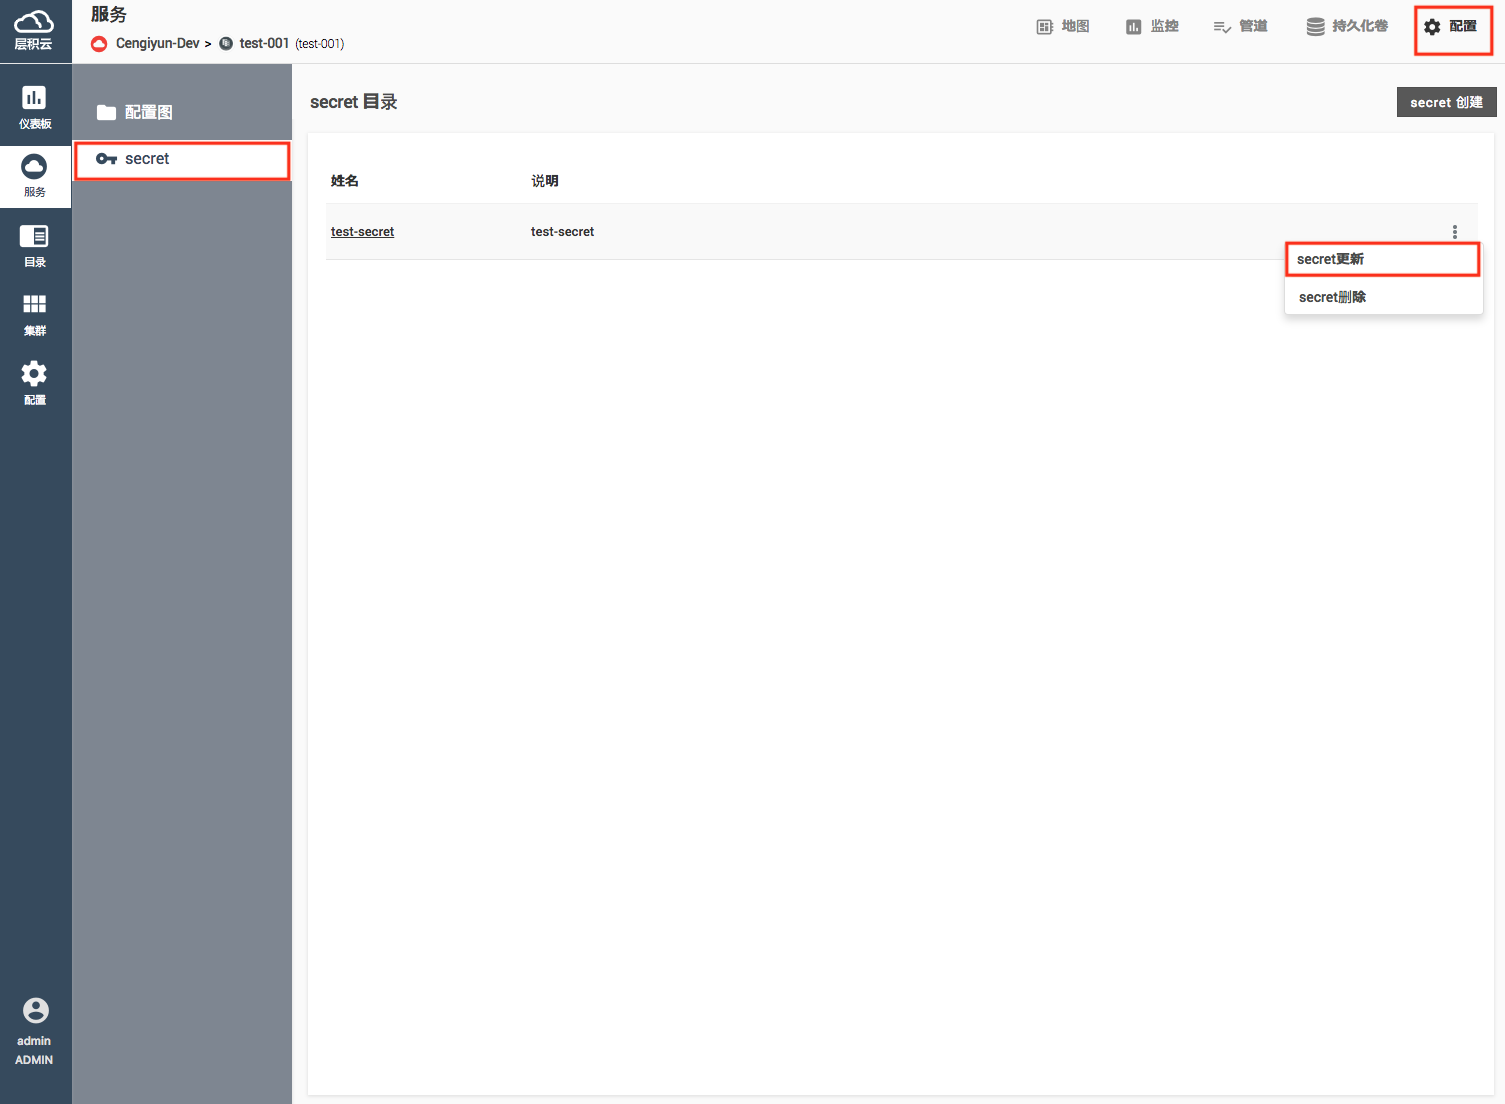 层积云
服务
Cengiyun-Dev > test-001 (test-001)
地图
监控
管道
持久化卷
配置
仪表板
服务
目录
集群
配置
admin
ADMIN
配置图
secret
secret 目录
secret 创建
姓名 说明
test-secret test-secret
secret更新
secret删除